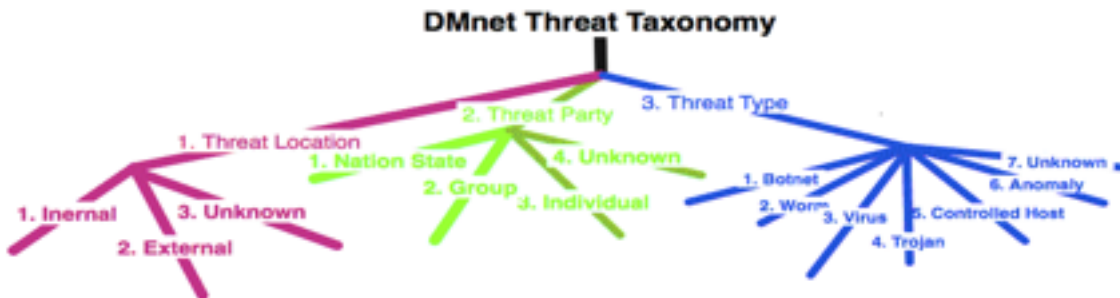 DMnet Threat Taxonomy
1. Threat Location
1. Inernal
2. External
3. Unknown
2. Threat Party
1. Nation State
2. Group
3. Individual
4. Unknown
3. Threat Type
1. Botnet
2. Worm
3. Virus
4. Trojan
5. Controlled Host
6. Anomaly
7. Unknown